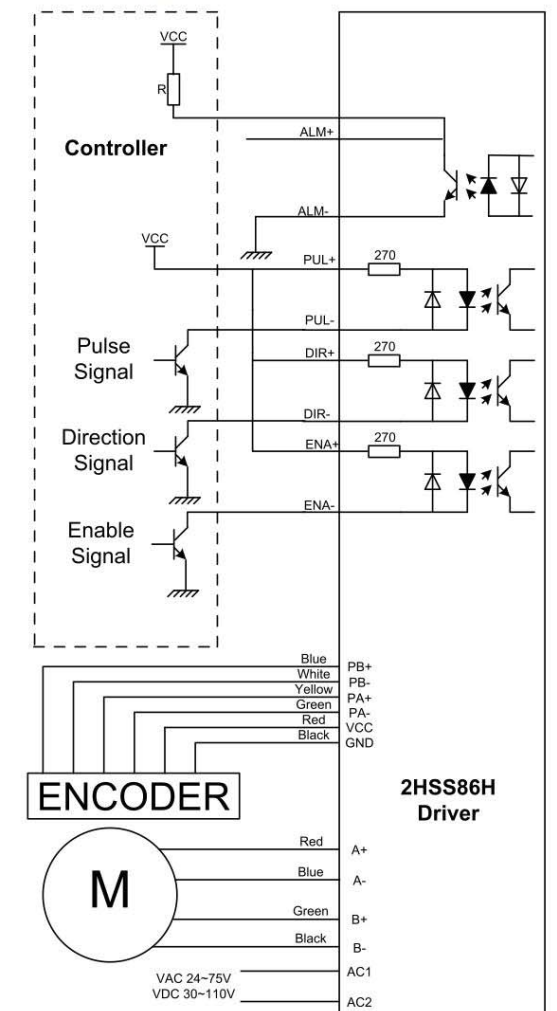 VCC
R
Controller
ALM+
ALM-
VCC
PUL+
270
PUL-
Pulse
Signal
DIR+
270
DIR-
Direction
Signal
ENA+
270
ENA-
Enable
Signal
Blue
PB+
White
PB-
Yellow
PA+
Green
PA-
Red
VCC
Black
GND
ENCODER
2HSS86H
Driver
M
Red
A+
Blue
A-
Green
B+
Black
B-
VAC 24~75V
AC1
VDC 30~110V
AC2